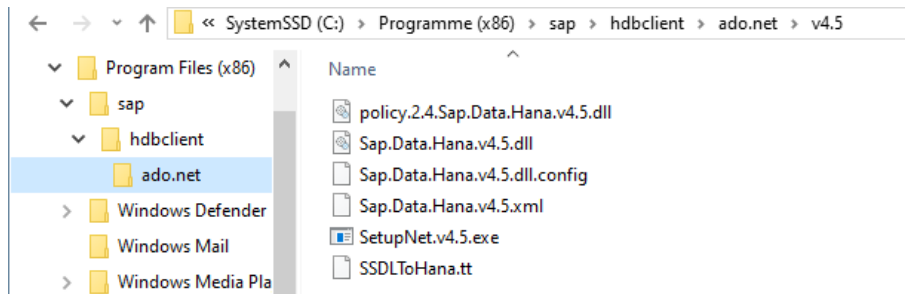 « SystemSSD (C:) > Programme (x86) > sap > hdbclient > ado.net > v4.5
Program Files (x86)
sap
hdbclient
ado.net
Windows Defender
Windows Mail
Windows Media Pla
Name
policy.2.4.Sap.Data.Hana.v4.5.dll
Sap.Data.Hana.v4.5.dll
Sap.Data.Hana.v4.5.dll.config
Sap.Data.Hana.v4.5.xml
SetupNet.v4.5.exe
SSDLToHana.tt